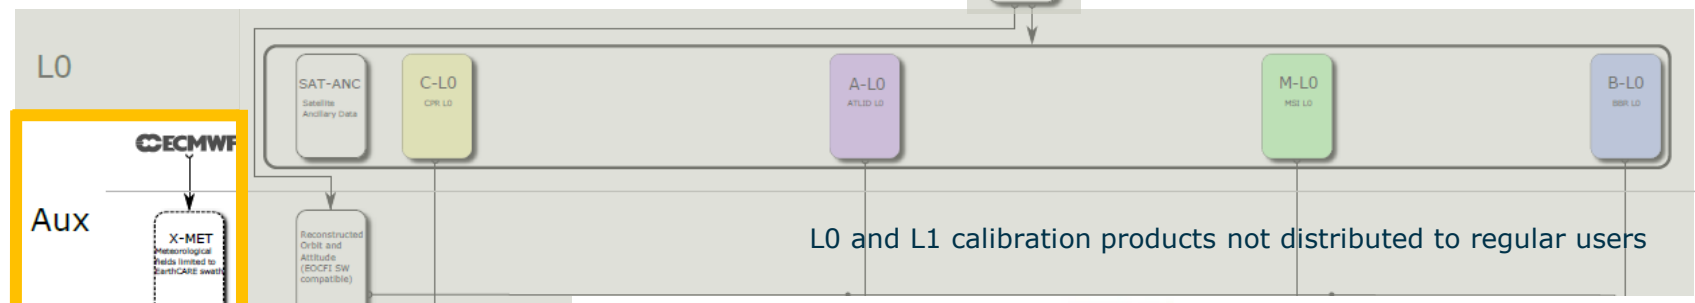 L0
SAT-ANC
Satellite
Ancillary Data
C-L0
CPR L0
A-L0
ATLID L0
M-L0
MSI L0
B-L0
BBR L0
ECMWF
Aux
X-MET
Meteorological
fields limited to
EarthCARE swath
Reconstructed
Orbit and
Attitude
(EOCFI SW
compatible)
L0 and L1 calibration products not distributed to regular users